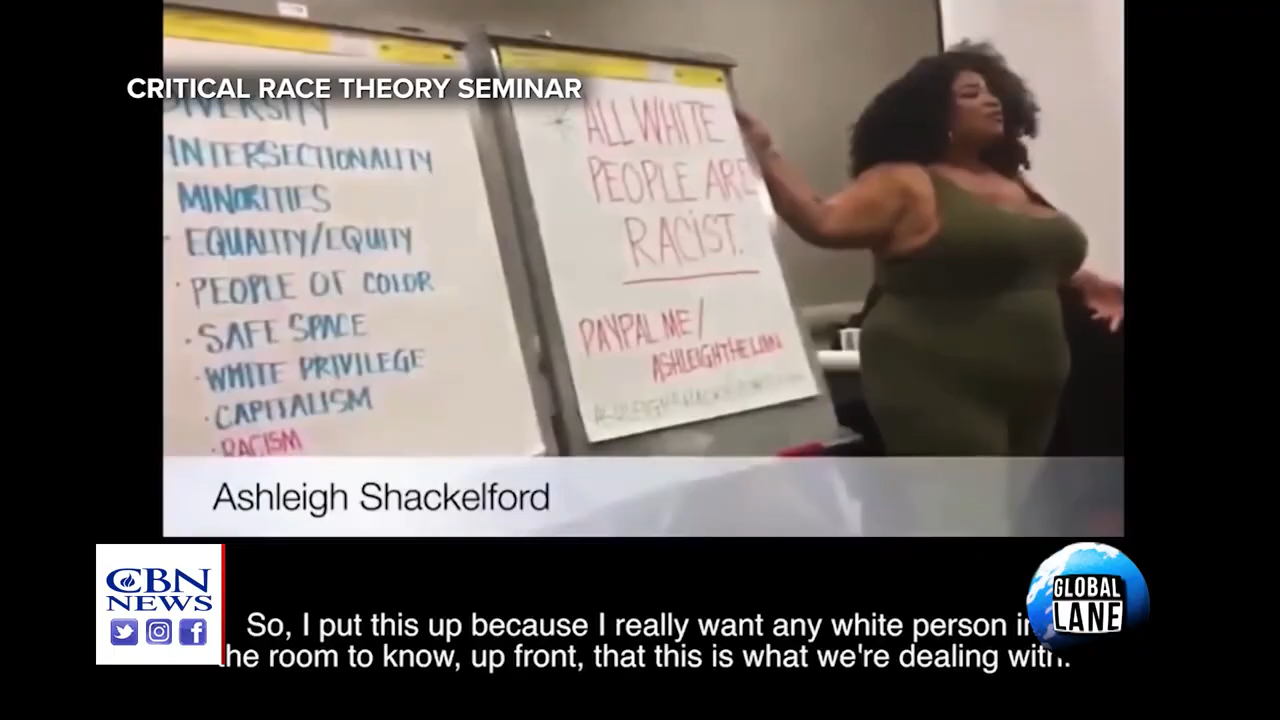 CRITICAL RACE THEORY SEMINAR
DIVERSITY
INTERSECTIONALITY
MINORITIES
· EQUALITY/EQUITY
· PEOPLE OF COLOR
· SAFE SPACE
· WHITE PRIVILEGE
· CAPITALISM
· RACISM
* ALL WHITE
PEOPLE ARE
RACIST.
PAYPAL.ME/
ASHLEIGHTHELION
Ashleigh Shackelford
CBN
NEWS
GLOBAL
LANE
So, I put this up because I really want any white person in
the room to know, up front, that this is what we're dealing with.